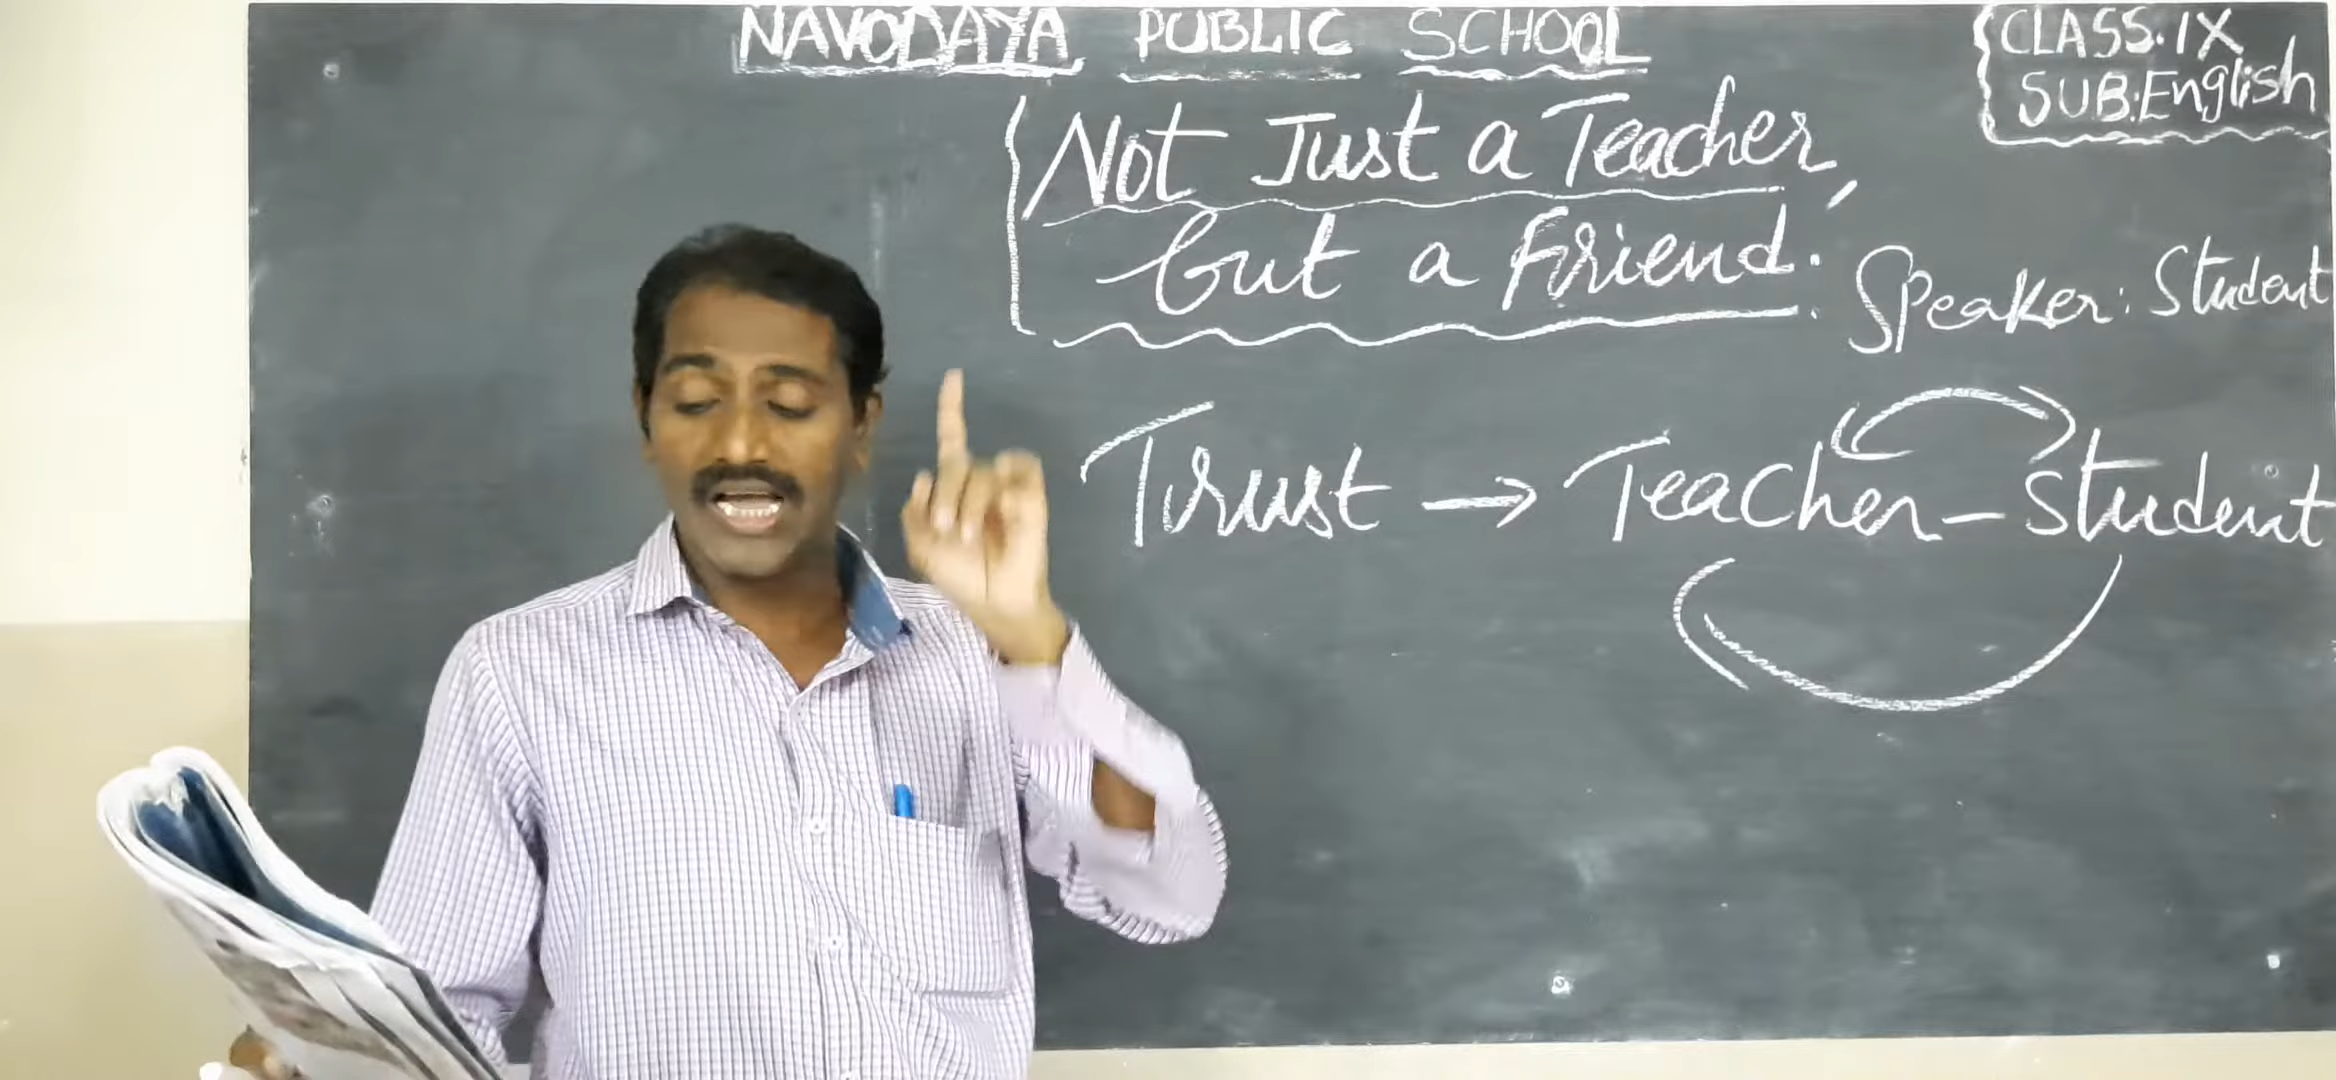 NAVODAYA PUBLIC SCHOOL
CLASS.IX
SUB:English
Not Just a Teacher,
but a Friend.
Speaker: Student
Trust → Teacher - Student